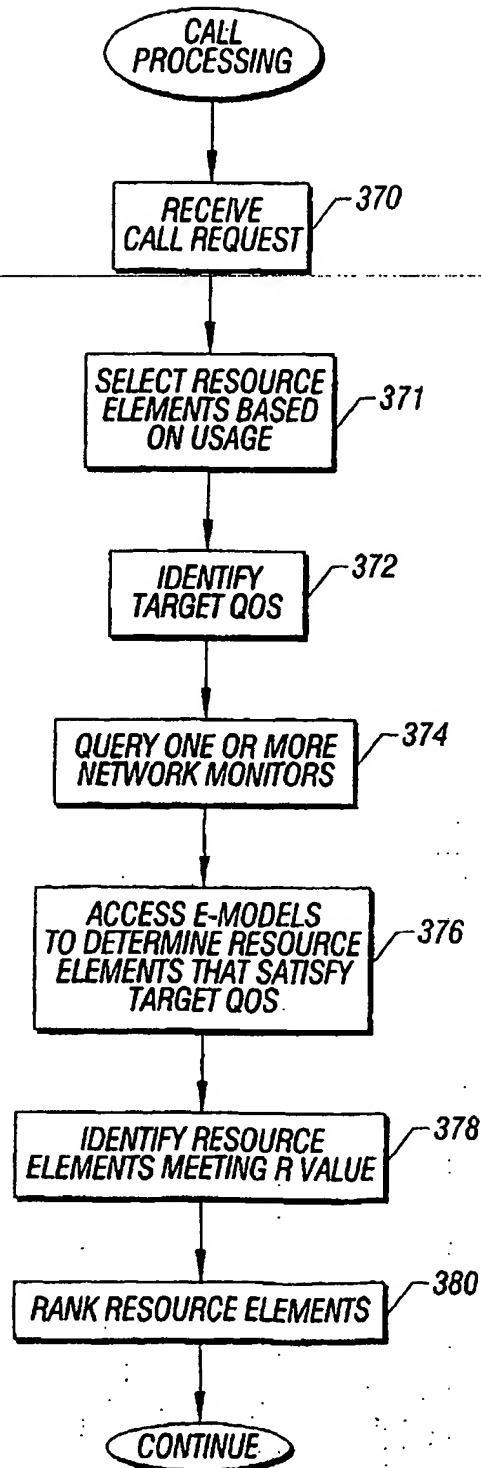 CALL
PROCESSING
370
RECEIVE
CALL REQUEST
371
SELECT RESOURCE
ELEMENTS BASED
ON USAGE
372
IDENTIFY
TARGET QOS
374
QUERY ONE OR MORE
NETWORK MONITORS
376
ACCESS E-MODELS
TO DETERMINE RESOURCE
ELEMENTS THAT SATISFY
TARGET QOS
378
IDENTIFY RESOURCE
ELEMENTS MEETING R VALUE
380
RANK RESOURCE ELEMENTS
CONTINUE